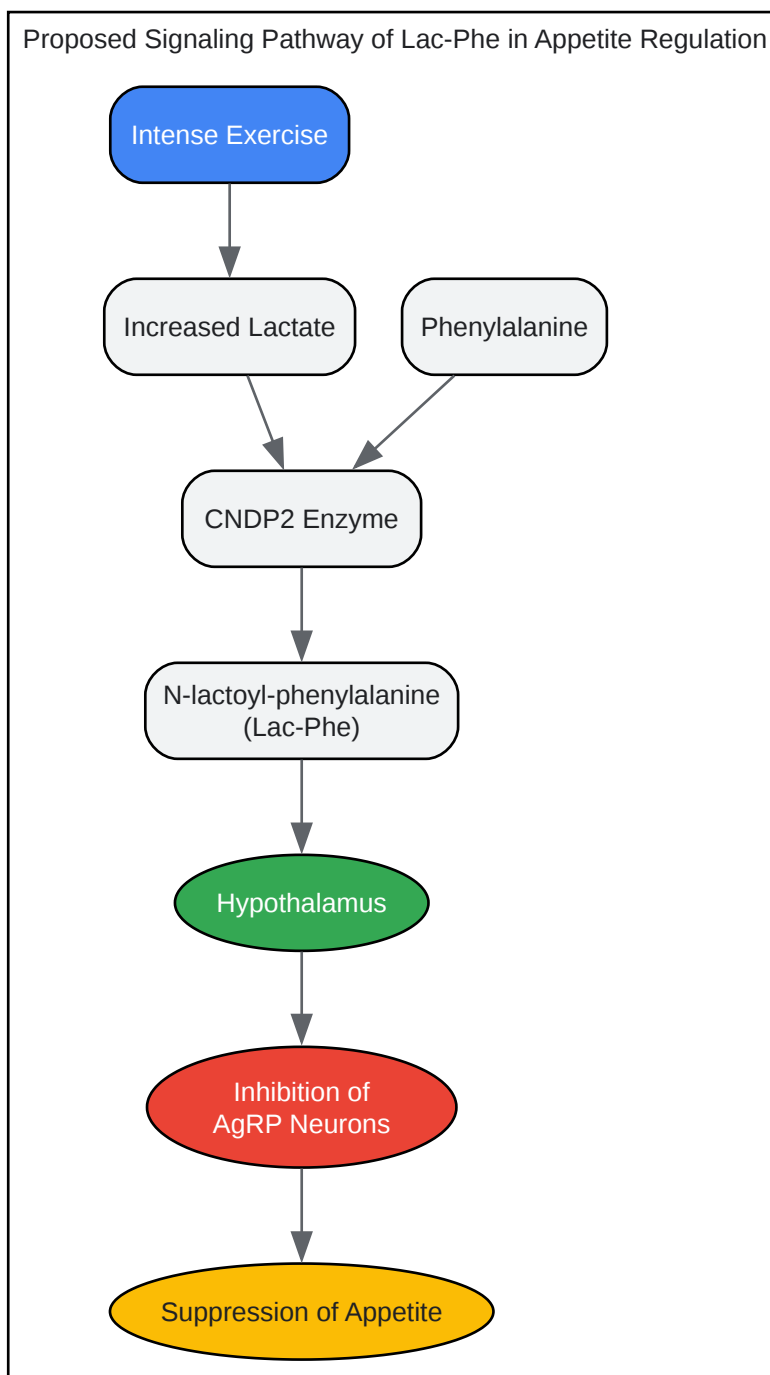 Proposed Signaling Pathway of Lac-Phe in Appetite Regulation
Intense Exercise
Increased Lactate
Phenylalanine
CNDP2 Enzyme
N-lactoyl-phenylalanine
(Lac-Phe)
Hypothalamus
Inhibition of
AgRP Neurons
Suppression of Appetite